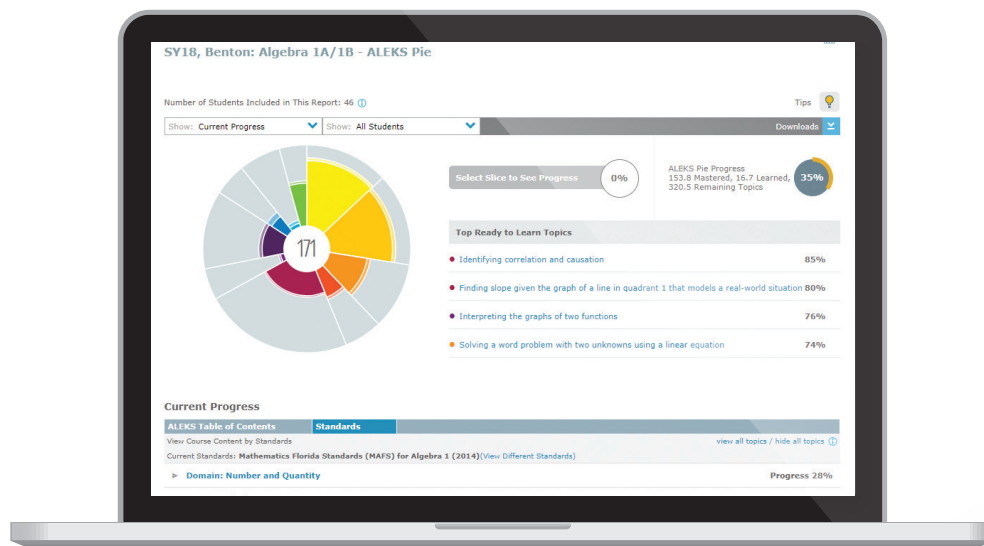 SY18, Benton: Algebra 1A/1B - ALEKS Pie
Number of Students Included in This Report: 46
Tips
Show: Current Progress
Show: All Students
Downloads
171
Select Slice to See Progress
0%
ALEKS Pie Progress
153.8 Mastered, 16.7 Learned,
320.5 Remaining Topics
35%
Top Ready to Learn Topics
Identifying correlation and causation 85%
Finding slope given the graph of a line in quadrant 1 that models a real-world situation 80%
Interpreting the graphs of two functions 76%
Solving a word problem with two unknowns using a linear equation 74%
Current Progress
ALEKS Table of Contents
Standards
View Course Content by Standards
view all topics / hide all topics
Current Standards: Mathematics Florida Standards (MAFS) for Algebra 1 (2014)(View Different Standards)
Domain: Number and Quantity
Progress 28%